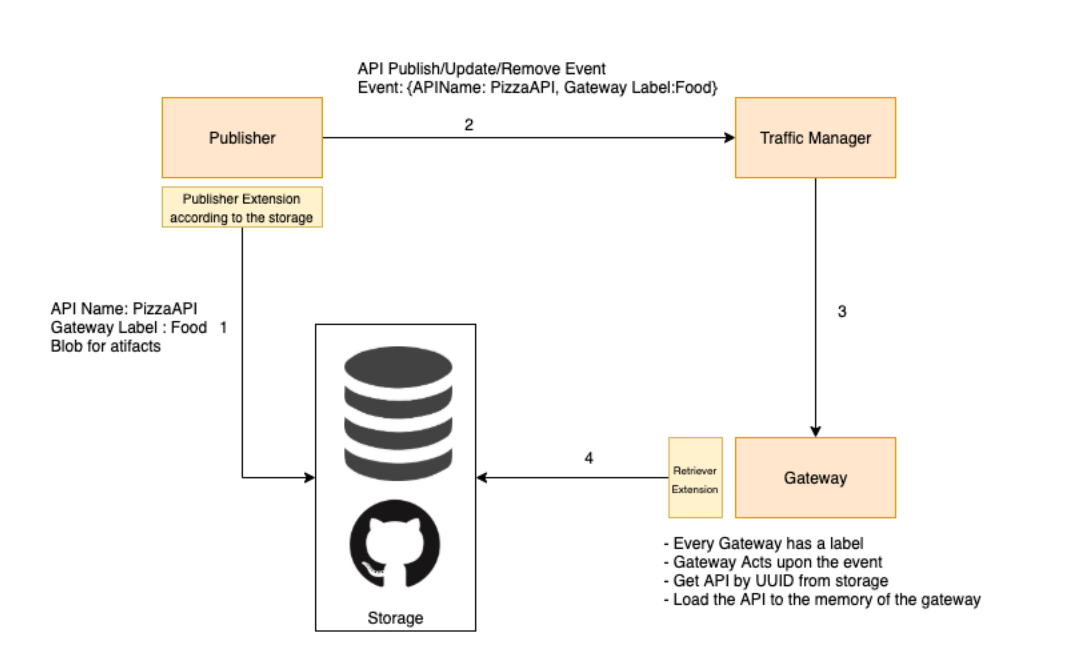 API Publish/Update/Remove Event
Event: {APIName: PizzaAPI, Gateway Label:Food}
Publisher
2
Traffic Manager
Publisher Extension
according to the storage
API Name: PizzaAPI
Gateway Label : Food 1
Blob for atifacts
3
4
Retriever
Extension
Gateway
Storage
- Every Gateway has a label
- Gateway Acts upon the event
- Get API by UUID from storage
- Load the API to the memory of the gateway